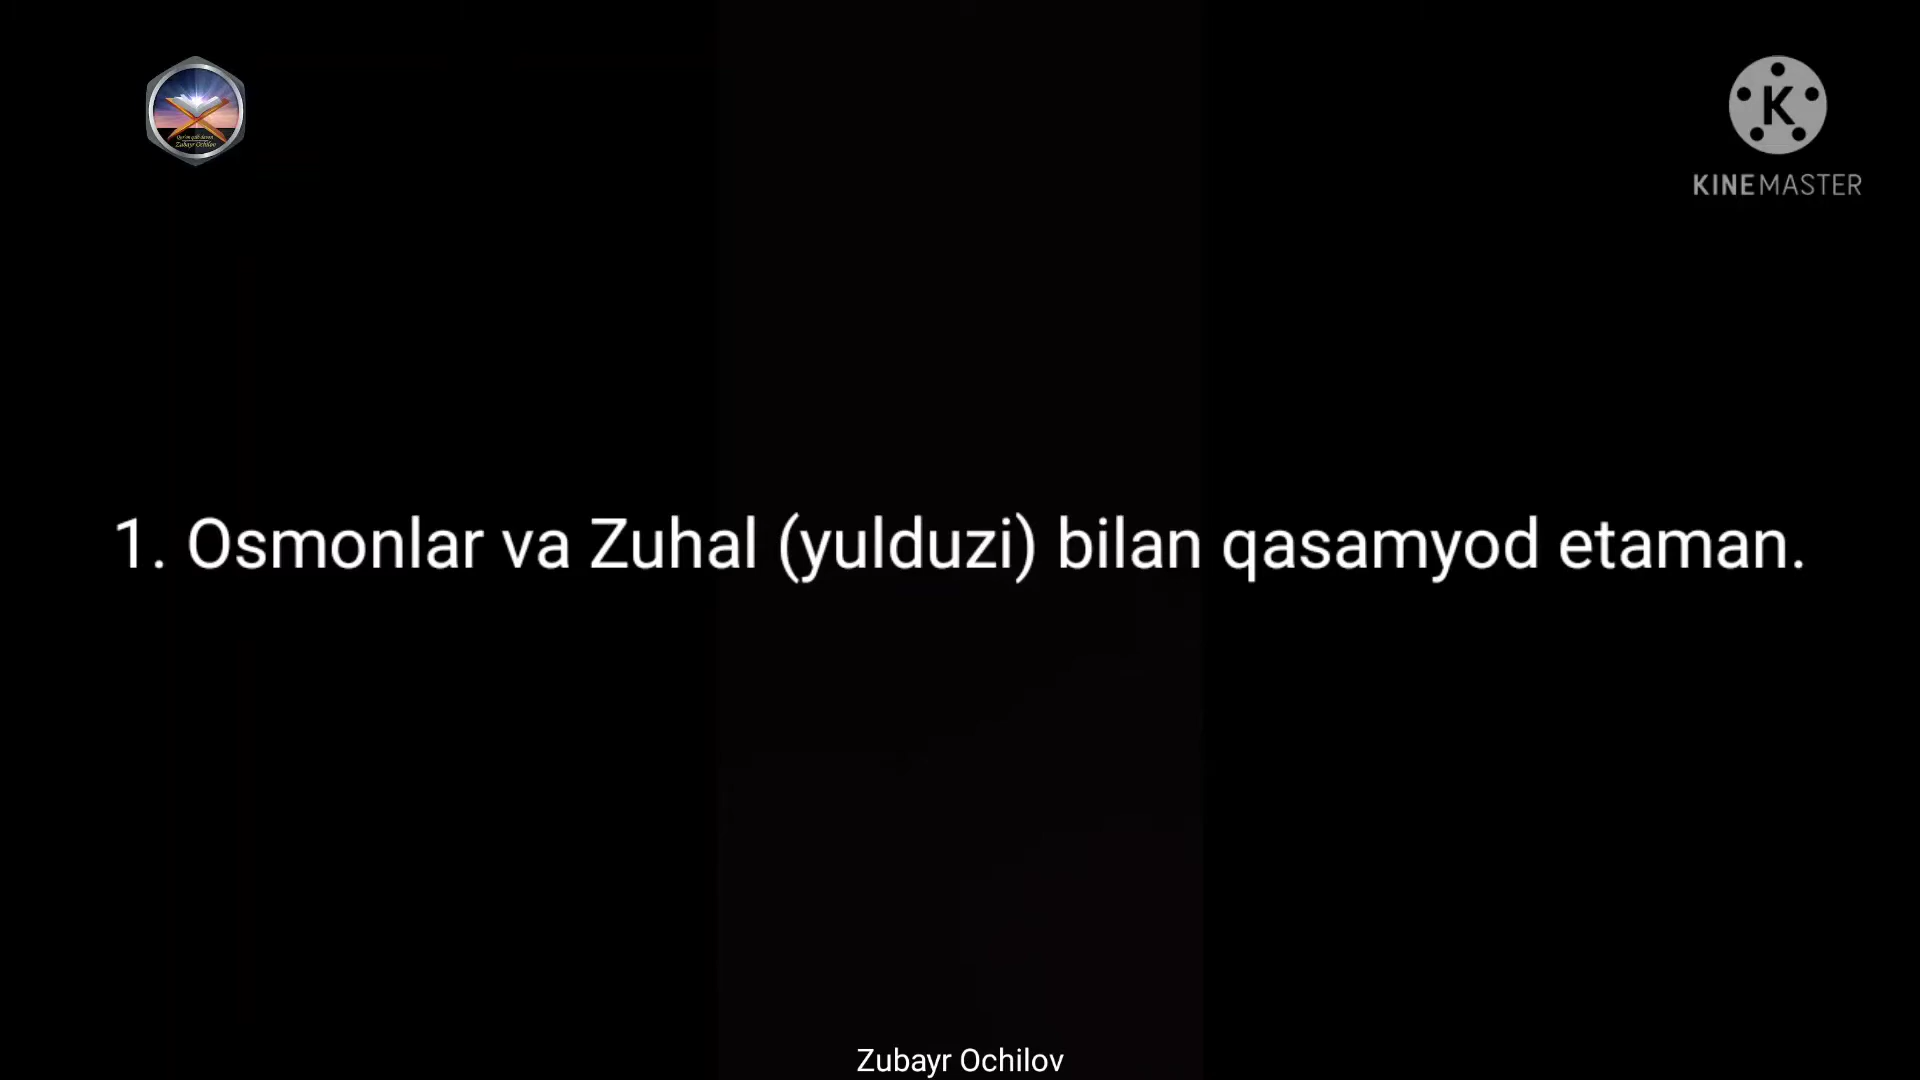 KINEMASTER
1. Osmonlar va Zuhal (yulduzi) bilan qasamyod etaman.
Zubayr Ochilov